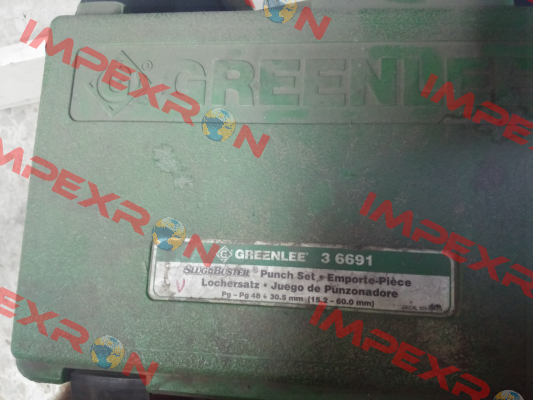 GREENLEE
GREENLEE® 3 6691
SLUGBUSTER® Punch Set • Emporte-Pièce
Lochersatz • Juego de Punzonadore
Pg - Pg 48 + 30.5 mm (15.2 - 60.0 mm)
IMPEXRON
IMPEXRON
IMPEXRON
IMPEXRON
IMPEXRON
IMPEXRON